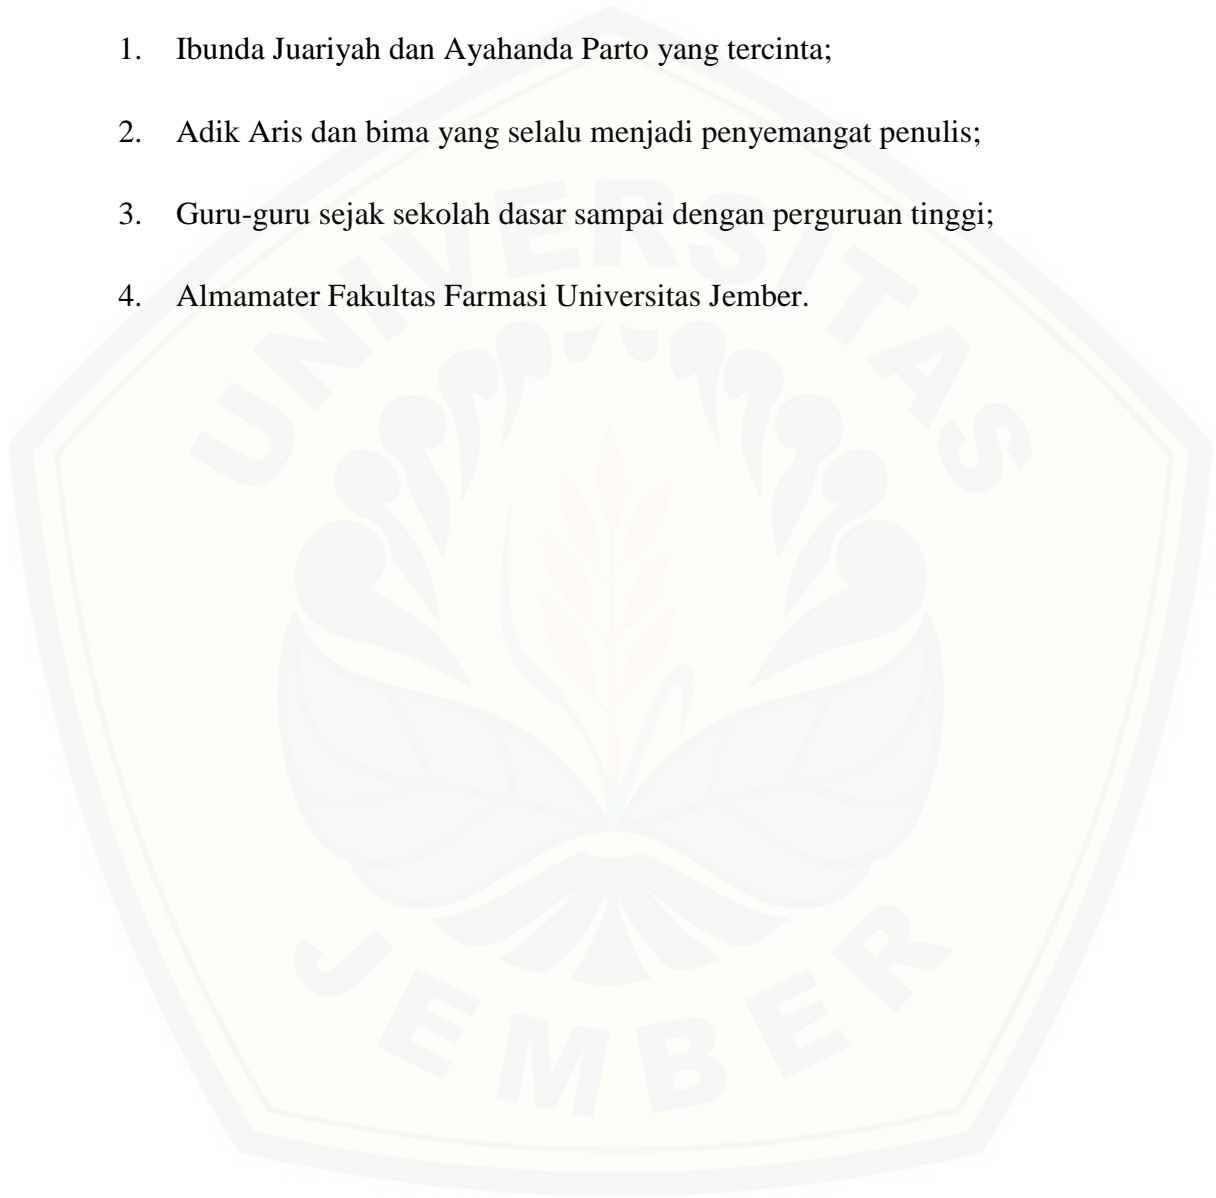 1. Ibunda Juariyah dan Ayahanda Parto yang tercinta;
2. Adik Aris dan bima yang selalu menjadi penyemangat penulis;
3. Guru-guru sejak sekolah dasar sampai dengan perguruan tinggi;
4. Almamater Fakultas Farmasi Universitas Jember.
UNIVERSITAS
JEMBER